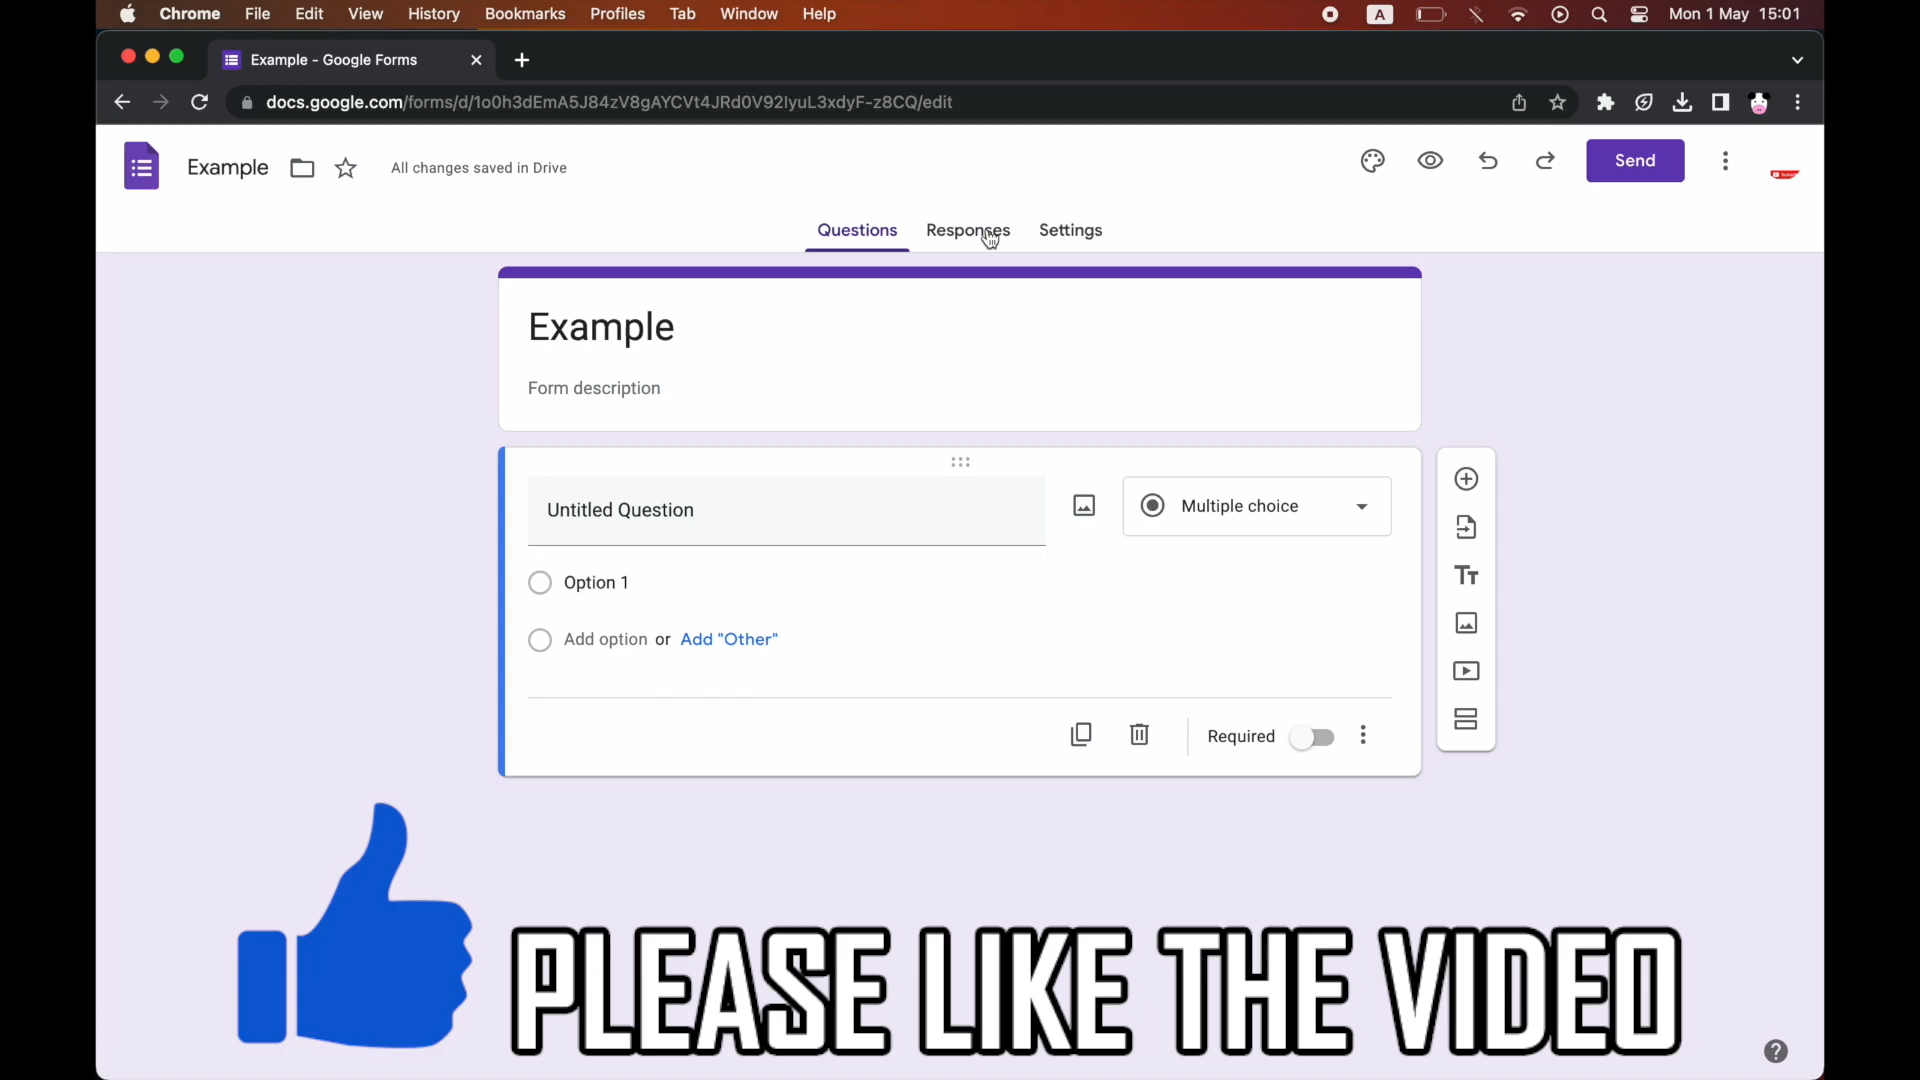 Chrome File Edit View History Bookmarks Profiles Tab Window Help A Mon 1 May 15:01
Example - Google Forms
docs.google.com/forms/d/1o0h3dEmA5J84zV8gAYCVt4JRd0V92lyuL3xdyF-z8CQ/edit
Example All changes saved in Drive Send
Questions Responses Settings
Example
Form description
Untitled Question Multiple choice
Option 1
Add option or Add "Other"
Required
PLEASE LIKE THE VIDEO